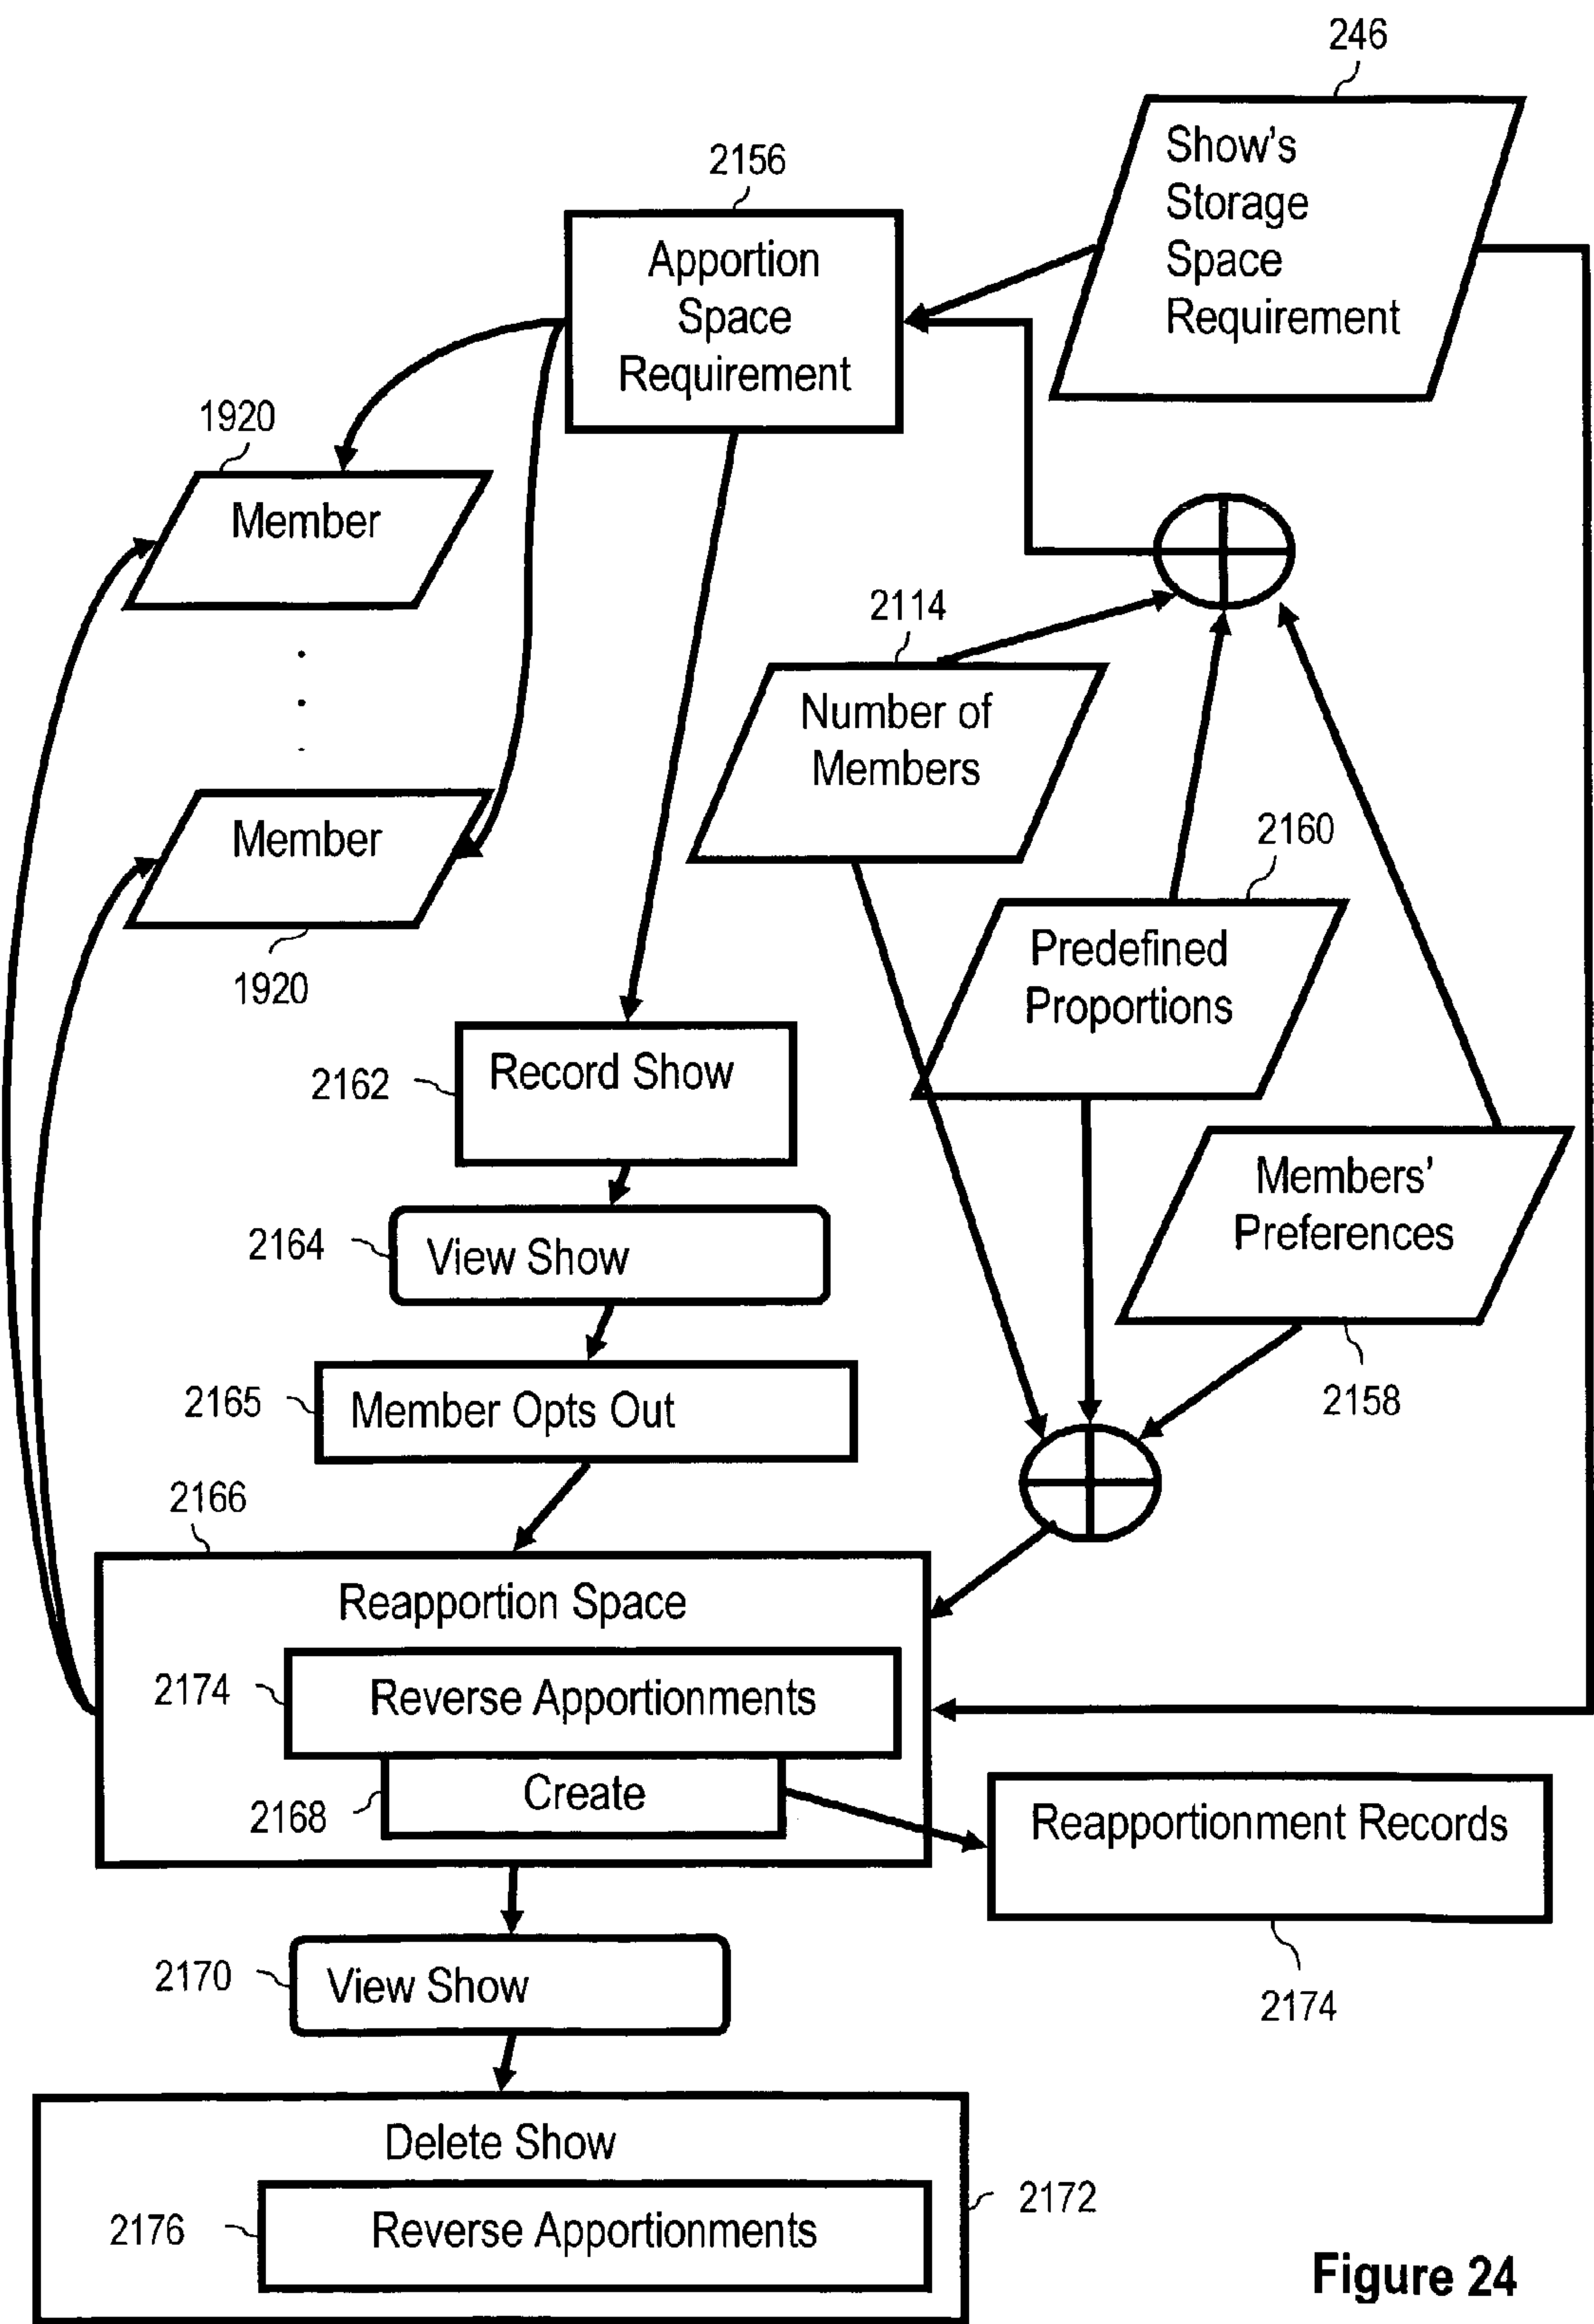 246
Show's
Storage
Space
Requirement
2156
Apportion
Space
Requirement
1920
Member
2114
Number of
Members
Member
1920
2160
Predefined
Proportions
2162
Record Show
Members'
Preferences
2158
2164
View Show
2165
Member Opts Out
2166
Reapportion Space
2174
Reverse Apportionments
2168
Create
Reapportionment Records
2174
2170
View Show
Delete Show
2172
2176
Reverse Apportionments
Figure 24